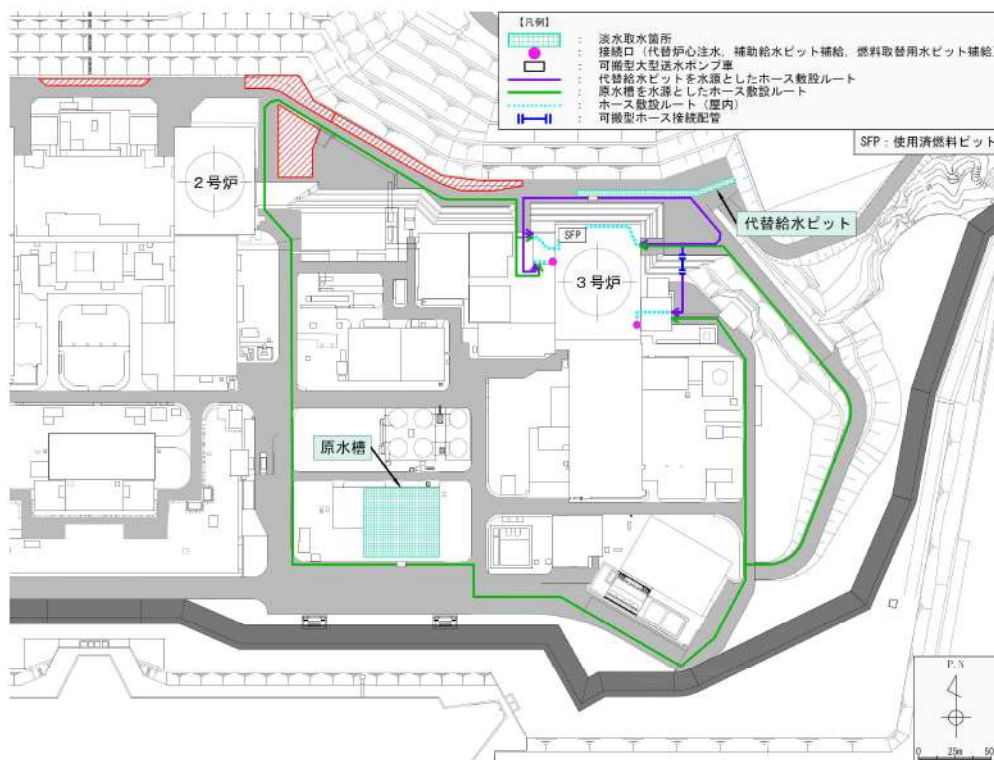 【凡例】
： 淡水取水箇所
： 接続口（代替炉心注水，補助給水ピット補給，燃料取替用水ピット補給）
： 可搬型大型送水ポンプ車
： 代替給水ピットを水源としたホース敷設ルート
： 原水槽を水源としたホース敷設ルート
： ホース敷設ルート（屋内）
： 可搬型ホース接続配管
SFP：使用済燃料ピット
2号炉
代替給水ピット
SFP
3号炉
原水槽
P.N
0 25m 50